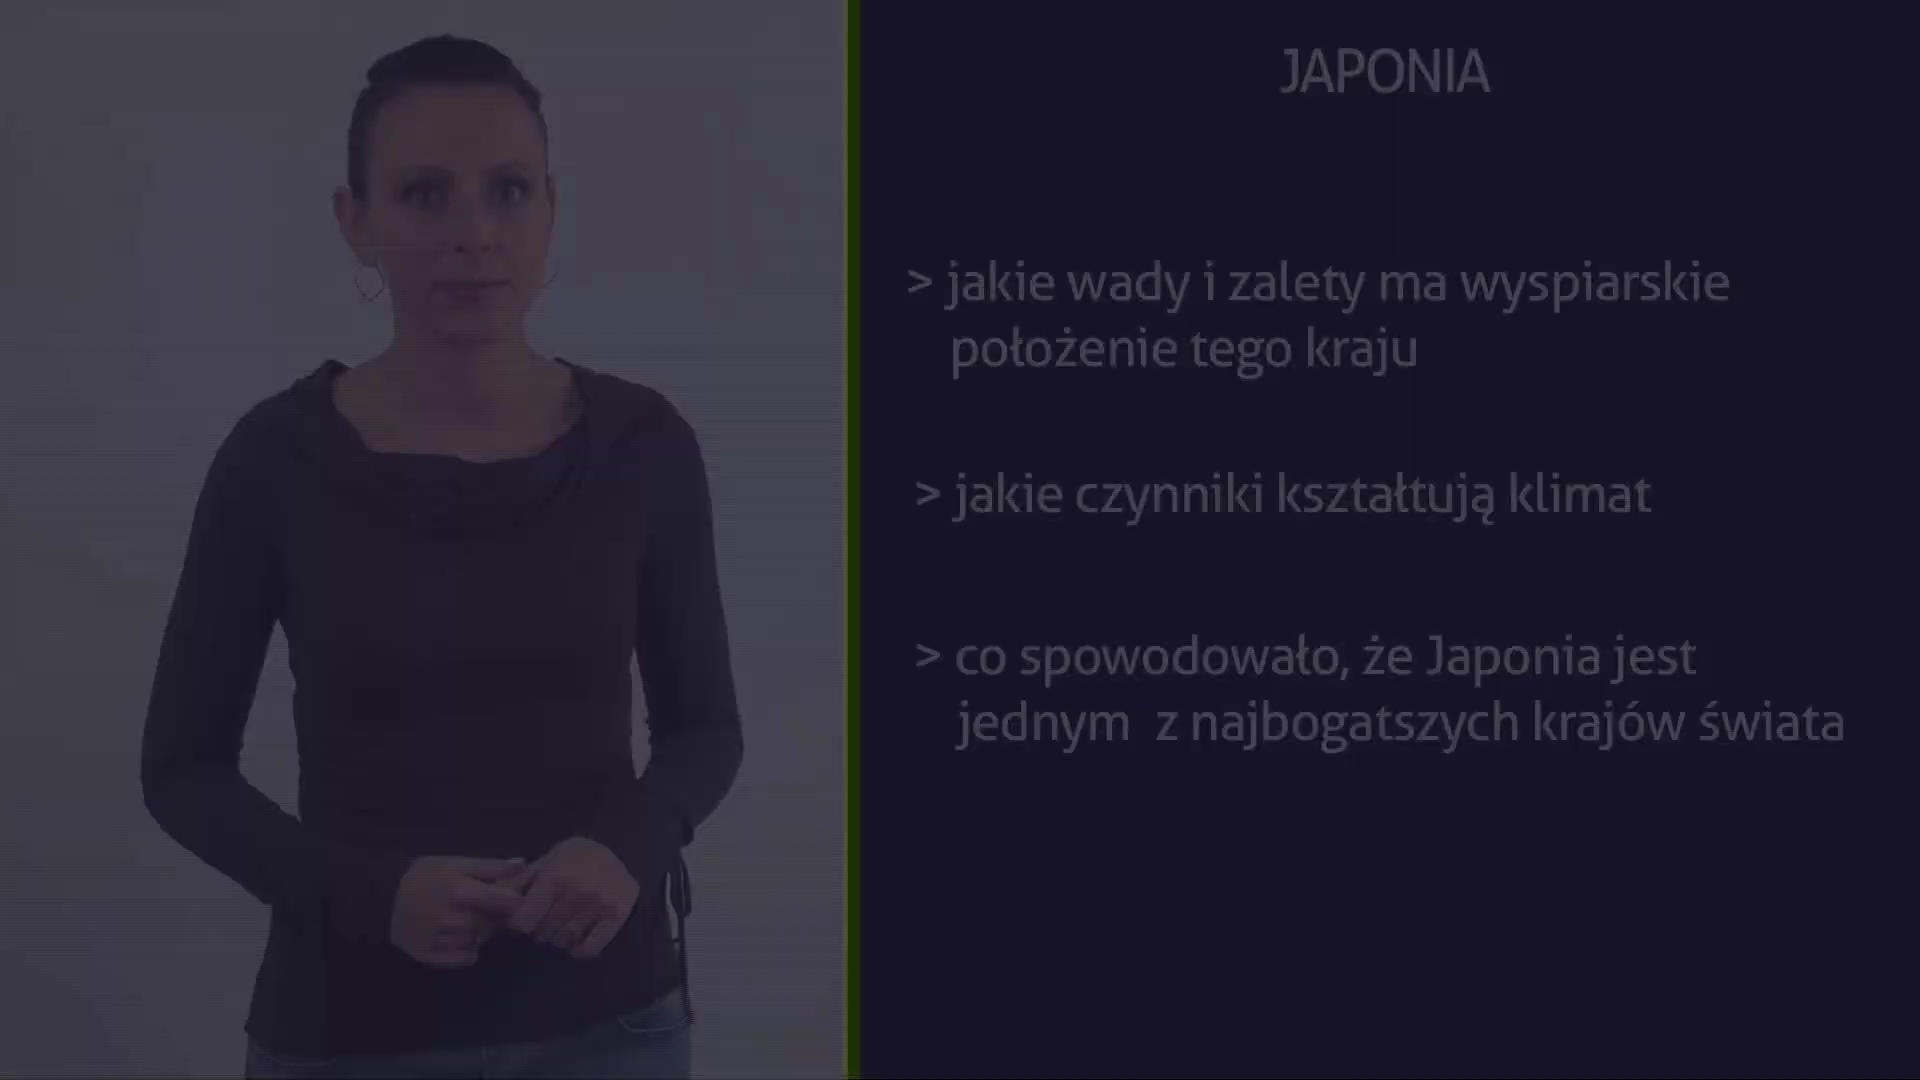 JAPONIA
> jakie wady i zalety ma wyspiarskie
położenie tego kraju
> jakie czynniki kształtują klimat
> co spowodowało, że Japonia jest
jednym z najbogatszych krajów świata